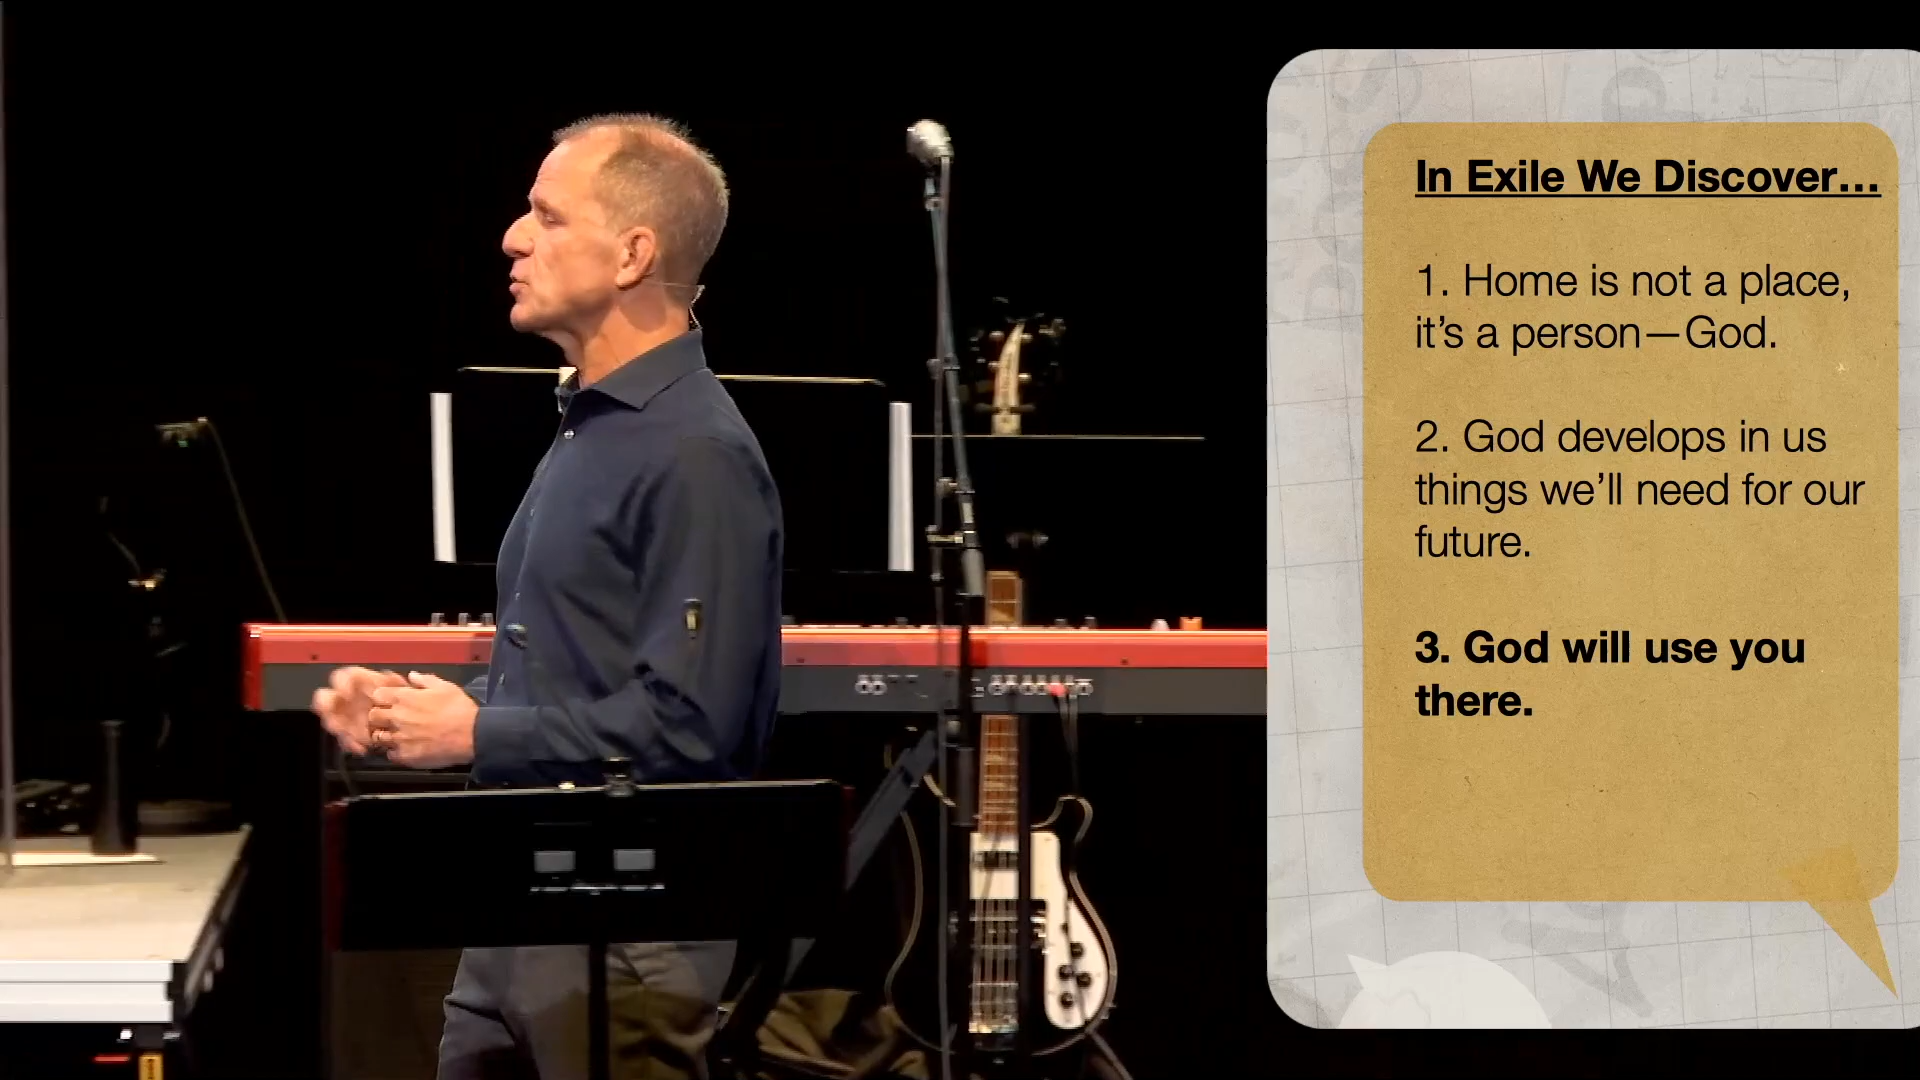 In Exile We Discover…
1. Home is not a place,
it’s a person—God.
2. God develops in us
things we’ll need for our
future.
3. God will use you
there.